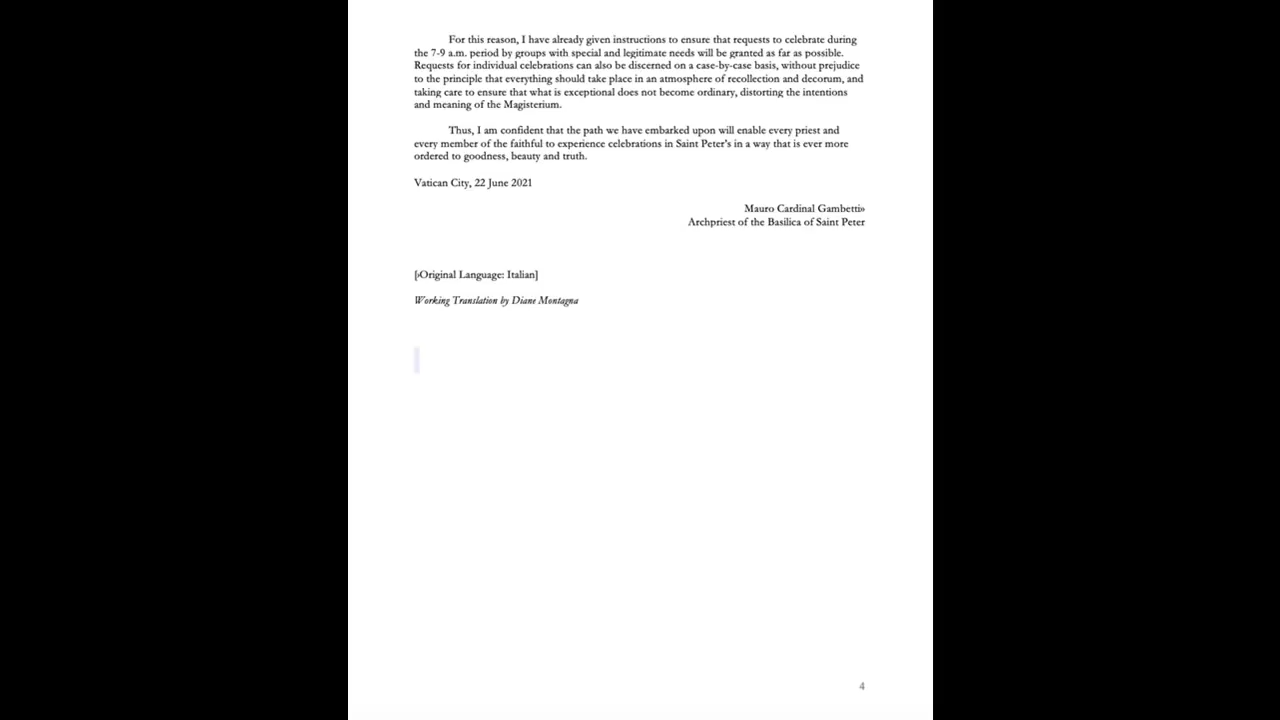 For this reason, I have already given instructions to ensure that requests to celebrate during
the 7-9 a.m. period by groups with special and legitimate needs will be granted as far as possible.
Requests for individual celebrations can also be discerned on a case-by-case basis, without prejudice
to the principle that everything should take place in an atmosphere of recollection and decorum, and
taking care to ensure that what is exceptional does not become ordinary, distorting the intentions
and meaning of the Magisterium.
Thus, I am confident that the path we have embarked upon will enable every priest and
every member of the faithful to experience celebrations in Saint Peter's in a way that is ever more
ordered to goodness, beauty and truth.
Vatican City, 22 June 2021
Mauro Cardinal Gambetti»
Archpriest of the Basilica of Saint Peter
[›Original Language: Italian]
Working Translation by Diane Montagna
4